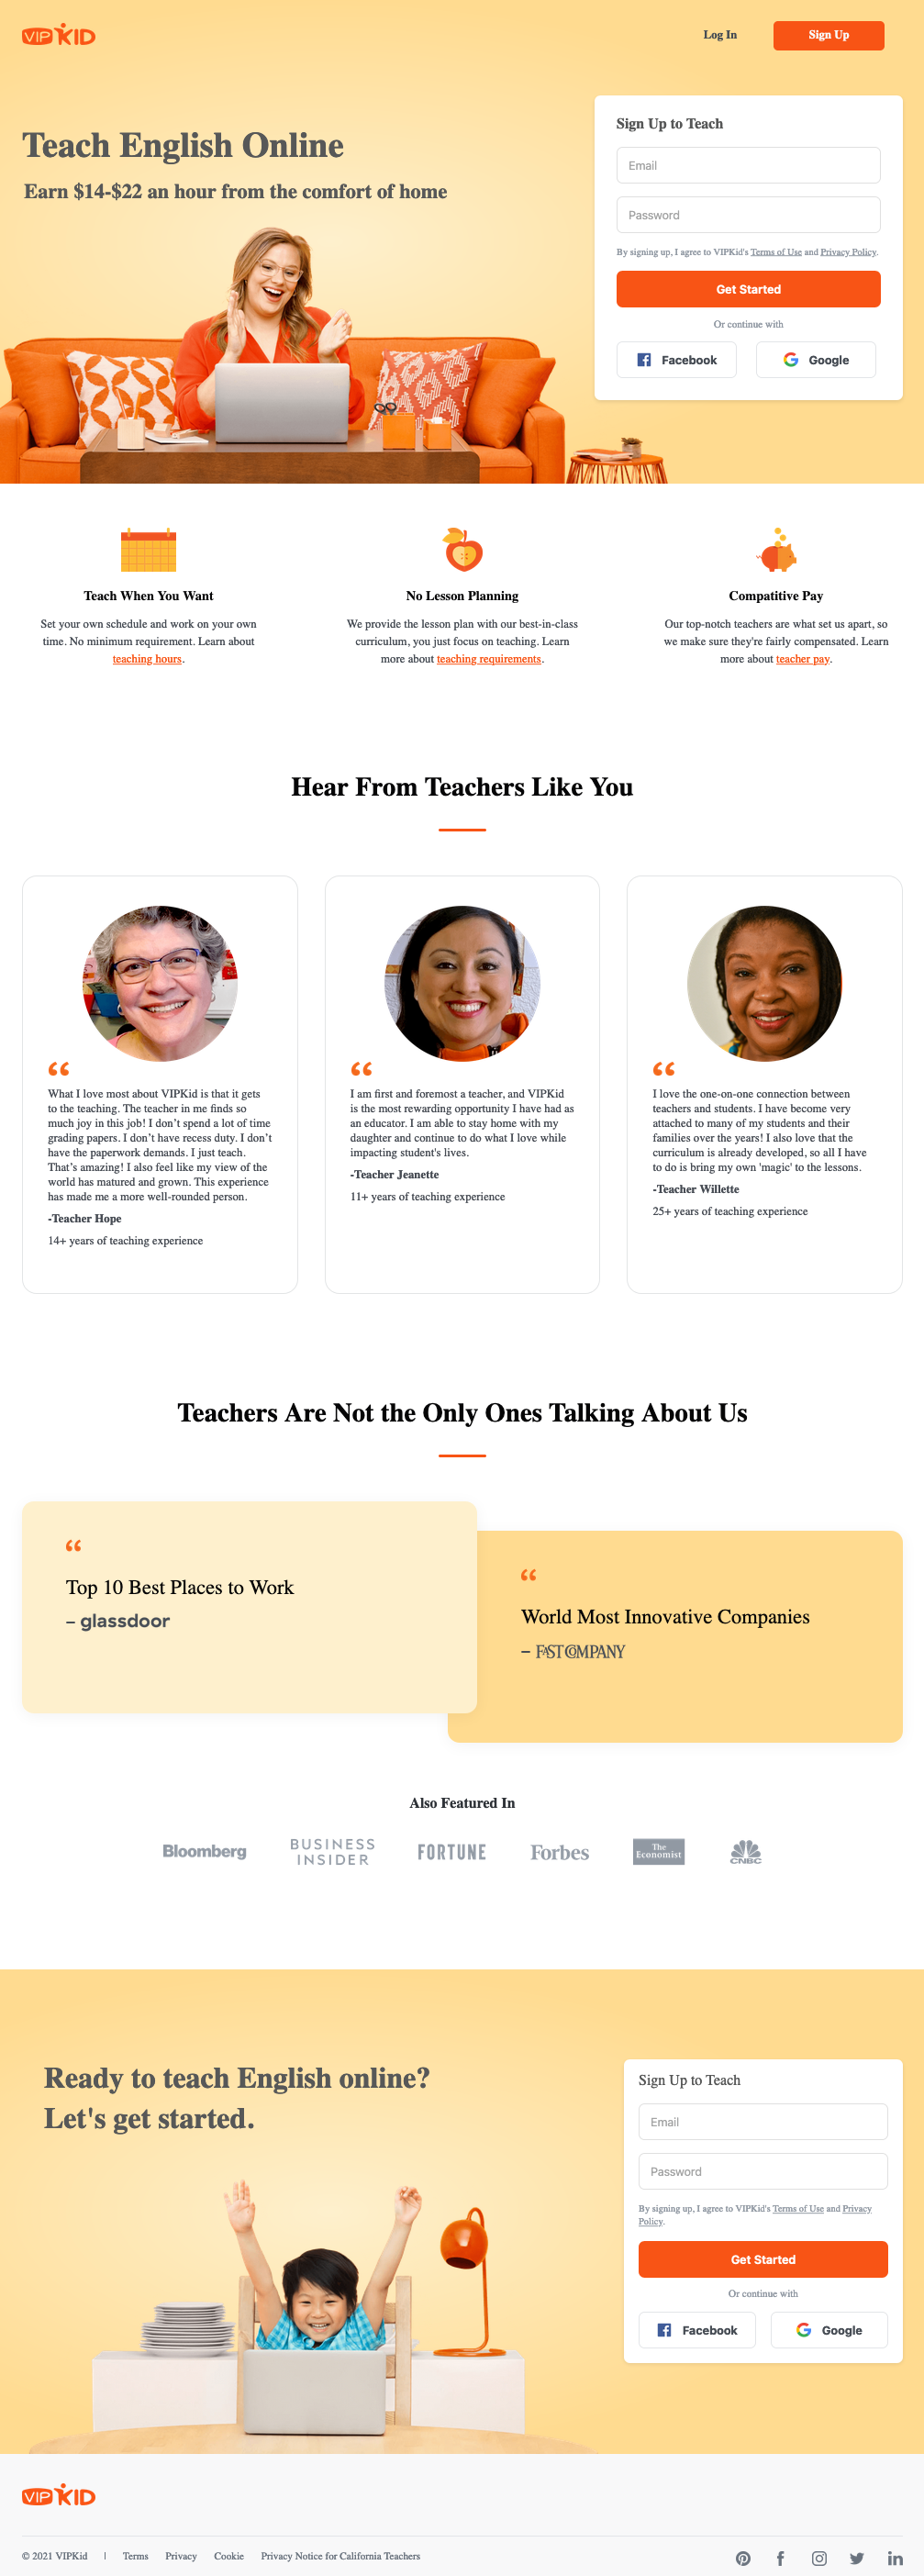 VIPKID
Log In
Sign Up
Teach English Online
Earn $14-$22 an hour from the comfort of home
Sign Up to Teach
Email
Password
By signing up, I agree to VIPKid's Terms of Use and Privacy Policy.
Get Started
Or continue with
Facebook
Google
Teach When You Want
Set your own schedule and work on your own
time. No minimum requirement. Learn about
teaching hours.
No Lesson Planning
We provide the lesson plan with our best-in-class
curriculum, you just focus on teaching. Learn
more about teaching requirements.
Compatitive Pay
Our top-notch teachers are what set us apart, so
we make sure they're fairly compensated. Learn
more about teacher pay.
Hear From Teachers Like You
“
What I love most about VIPKid is that it gets
to the teaching. The teacher in me finds so
much joy in this job! I don’t spend a lot of time
grading papers. I don’t have recess duty. I don’t
have the paperwork demands. I just teach.
That’s amazing! I also feel like my view of the
world has matured and grown. This experience
has made me a more well-rounded person.
-Teacher Hope
14+ years of teaching experience
“
I am first and foremost a teacher, and VIPKid
is the most rewarding opportunity I have had as
an educator. I am able to stay home with my
daughter and continue to do what I love while
impacting student's lives.
-Teacher Jeanette
11+ years of teaching experience
“
I love the one-on-one connection between
teachers and students. I have become very
attached to many of my students and their
families over the years! I also love that the
curriculum is already developed, so all I have
to do is bring my own 'magic' to the lessons.
-Teacher Willette
25+ years of teaching experience
Teachers Are Not the Only Ones Talking About Us
“
Top 10 Best Places to Work
– glassdoor
“
World Most Innovative Companies
– FAST COMPANY
Also Featured In
Bloomberg
BUSINESS
INSIDER
FORTUNE
Forbes
The
Economist
CNBC
Ready to teach English online?
Let's get started.
Sign Up to Teach
Email
Password
By signing up, I agree to VIPKid's Terms of Use and Privacy
Policy.
Get Started
Or continue with
Facebook
Google
VIPKID
© 2021 VIPKid | Terms Privacy Cookie Privacy Notice for California Teachers